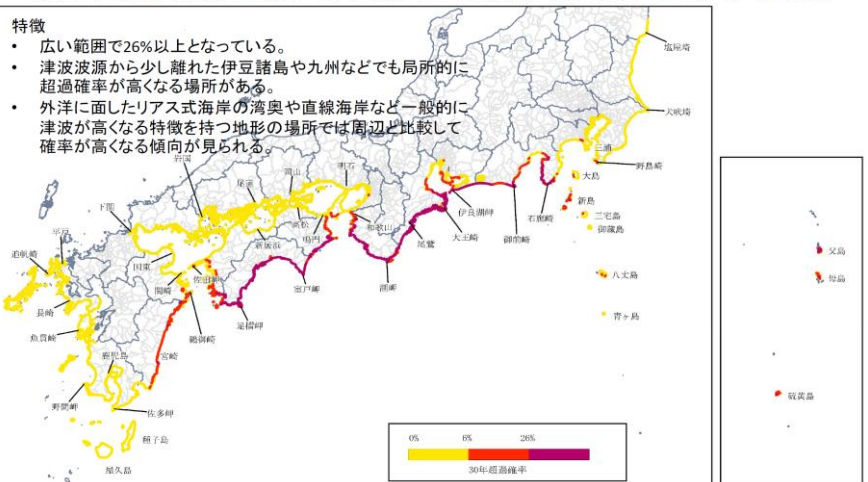 特徴
• 広い範囲で26%以上となっている。
• 津波波源から少し離れた伊豆諸島や九州などでも局所的に
超過確率が高くなる場所がある。
• 外洋に面したリアス式海岸の湾奥や直線海岸など一般的に
津波が高くなる特徴を持つ地形の場所では周辺と比較して
確率が高くなる傾向が見られる。
塩屋埼
犬吠埼
三浦
野島崎
大島
新島
三宅島
御蔵島
八丈島
青ヶ島
父島
母島
硫黄島
岩国
尾道
岡山
明石
下関
平戸
追帆崎
国東
関崎
佐田岬
新居浜
高松
鳴門
和歌山
尾鷲
大王崎
伊良湖岬
御前崎
石廊崎
潮岬
室戸岬
足摺岬
鶴御崎
長崎
魚貫崎
鹿児島
宮崎
野間岬
佐多岬
種子島
屋久島
0% 6% 26%
30年超過確率